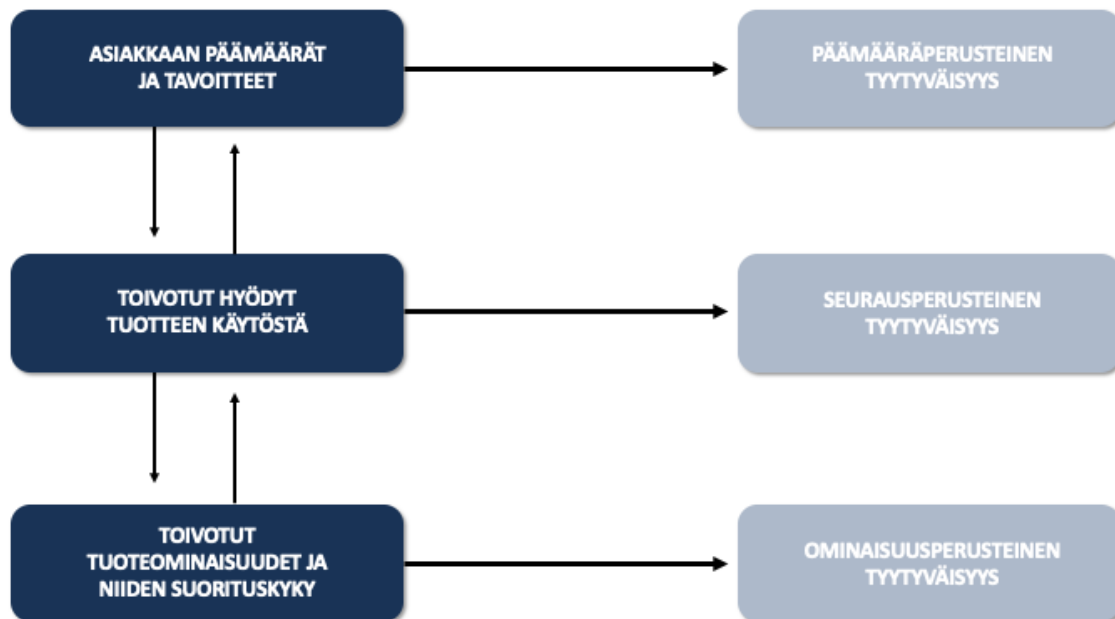 ASIAKKAAN PÄÄMÄÄRÄT
JA TAVOITTEET
PÄÄMÄÄRÄPERUSTEINEN
TYYTYVÄISYYS
TOIVOTUT HYÖDYT
TUOTTEEN KÄYTÖSTÄ
SEURAUSPERUSTEINEN
TYYTYVÄISYYS
TOIVOTUT
TUOTEOMINAISUUDET JA
NIIDEN SUORITUSKYKY
OMINAISUUSPERUSTEINEN
TYYTYVÄISYYS